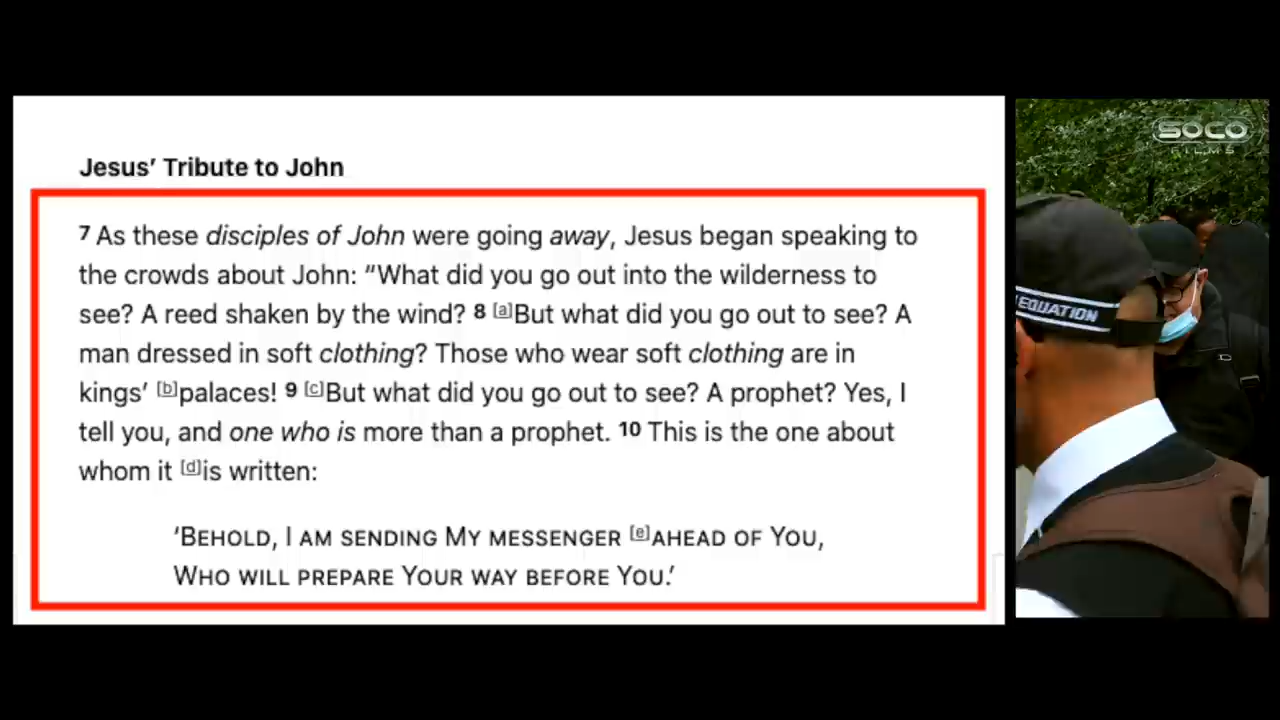 Jesus’ Tribute to John
7 As these disciples of John were going away, Jesus began speaking to
the crowds about John: “What did you go out into the wilderness to
see? A reed shaken by the wind? 8 [a]But what did you go out to see? A
man dressed in soft clothing? Those who wear soft clothing are in
kings’ [b]palaces! 9 [c]But what did you go out to see? A prophet? Yes, I
tell you, and one who is more than a prophet. 10 This is the one about
whom it [d]is written:
‘BEHOLD, I AM SENDING MY MESSENGER [e]AHEAD OF YOU,
WHO WILL PREPARE YOUR WAY BEFORE YOU.’
SOCO
FILMS
EQUATION